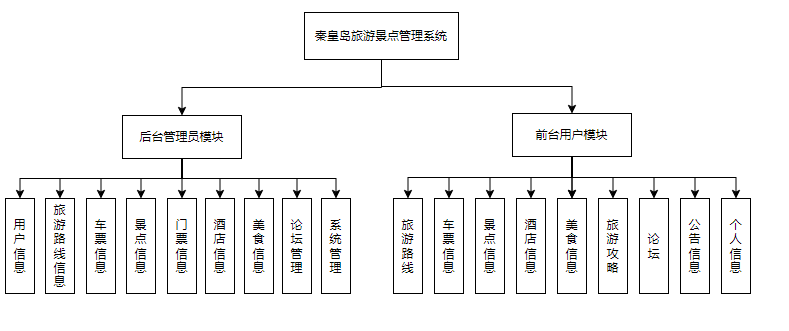 秦皇岛旅游景点管理系统
后台管理员模块
前台用户模块
用户信息
旅游路线信息
车票信息
景点信息
门票信息
酒店信息
美食信息
论坛管理
系统管理
旅游路线
车票信息
景点信息
酒店信息
美食信息
旅游攻略
论坛
公告信息
个人信息